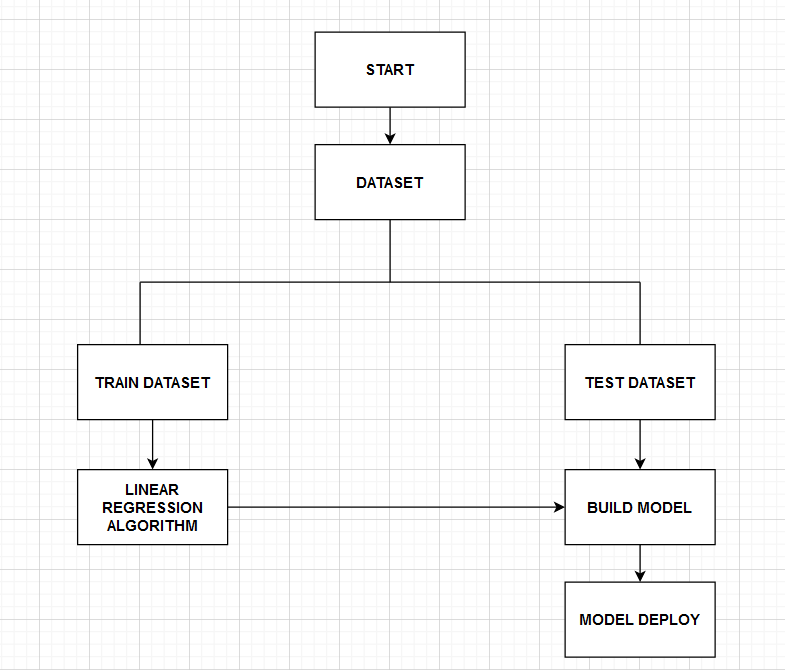 START
DATASET
TRAIN DATASET
TEST DATASET
LINEAR
REGRESSION
ALGORITHM
BUILD MODEL
MODEL DEPLOY